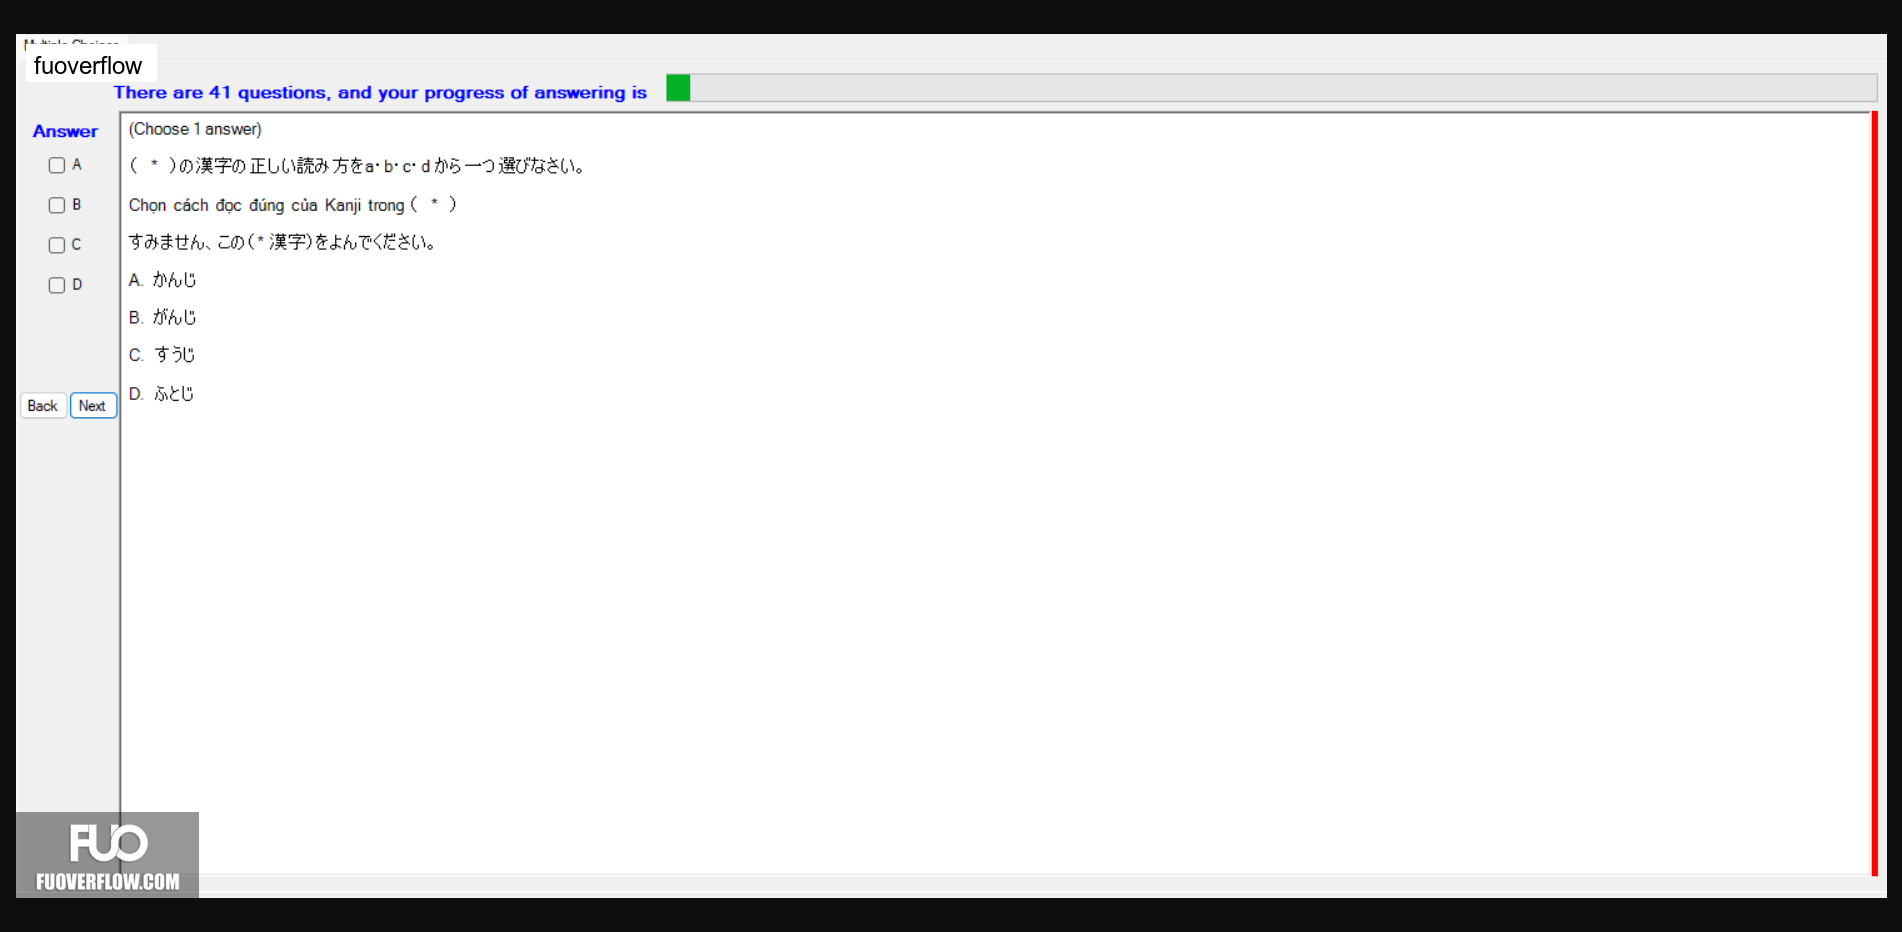 fuoverflow
There are 41 questions, and your progress of answering is
Answer
A
B
C
D
Back Next
(Choose 1 answer)
( * )の漢字の正しい読み方をa・b・c・dから一つ選びなさい。
Chọn cách đọc đúng của Kanji trong ( * )
すみません、この(* 漢字)をよんでください。
A. かんじ
B. がんじ
C. すうじ
D. ふとじ
FUO
FUOVERFLOW.COM